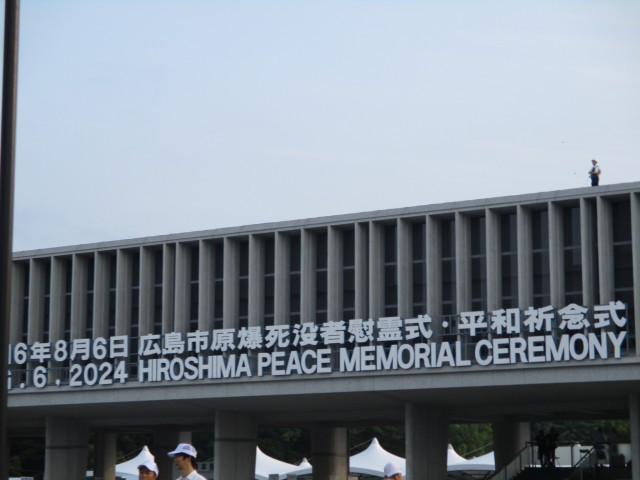 16年8月6日 広島市原爆死没者慰霊式・平和祈念式
. 6 . 2024 HIROSHIMA PEACE MEMORIAL CEREMONY